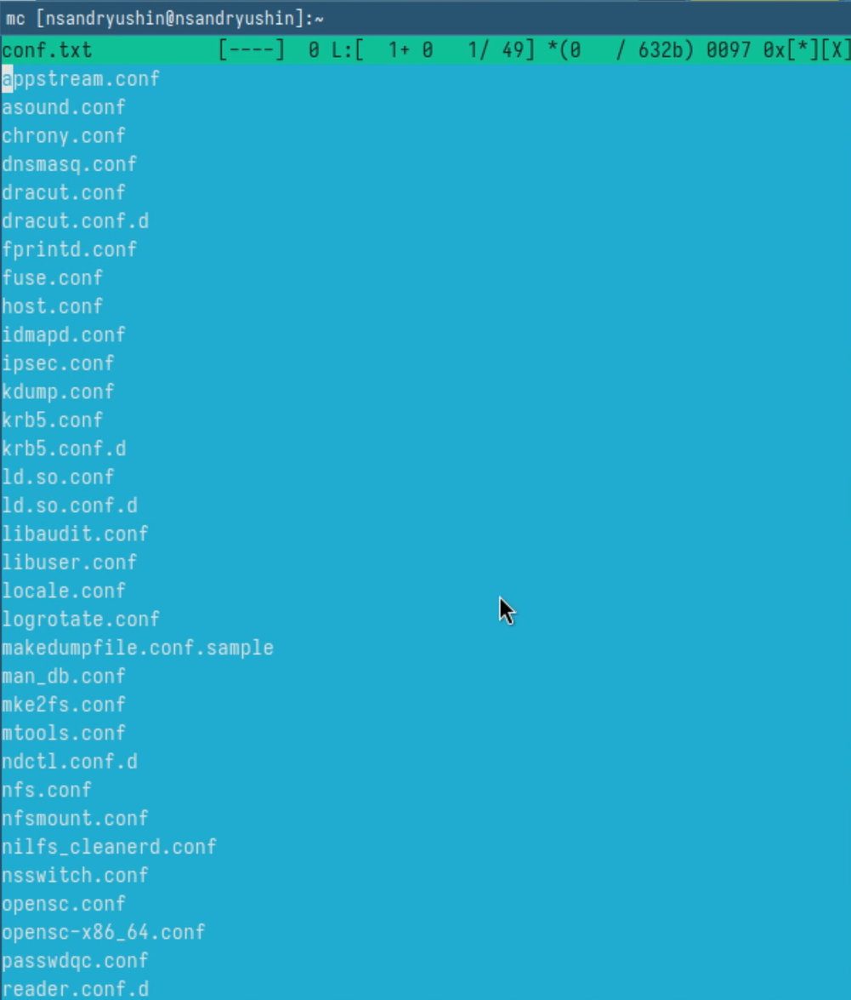 mc [nsandryushin@nsandryushin]:~
conf.txt [----] 0 L:[ 1+ 0 1/ 49] *(0 / 632b) 0097 0x[*][X]
appstream.conf
asound.conf
chrony.conf
dnsmasq.conf
dracut.conf
dracut.conf.d
fprintd.conf
fuse.conf
host.conf
idmapd.conf
ipsec.conf
kdump.conf
krb5.conf
krb5.conf.d
ld.so.conf
ld.so.conf.d
libaudit.conf
libuser.conf
locale.conf
logrotate.conf
makedumpfile.conf.sample
man_db.conf
mke2fs.conf
mtools.conf
ndctl.conf.d
nfs.conf
nfsmount.conf
nilfs_cleanerd.conf
nsswitch.conf
opensc.conf
opensc-x86_64.conf
passwdqc.conf
reader.conf.d